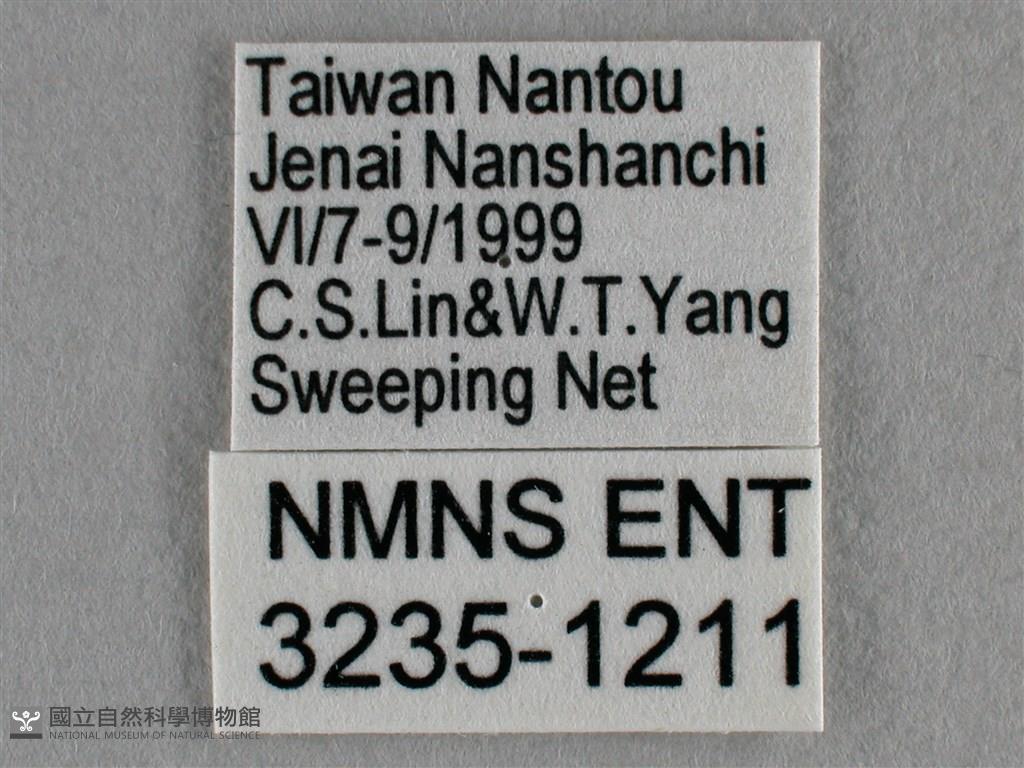 Taiwan Nantou
Jenai Nanshanchi
VI/7-9/1999
C.S.Lin&W.T.Yang
Sweeping Net
NMNS ENT
3235-1211
國立自然科學博物館
NATIONAL MUSEUM OF NATURAL SCIENCE